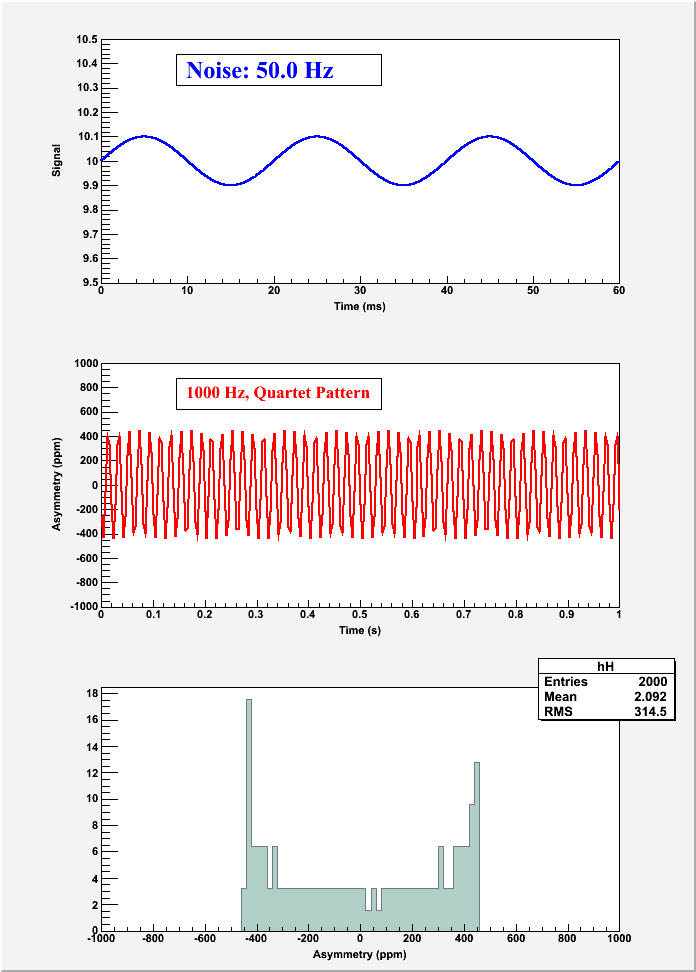 10.5
10.4
10.3
10.2
10.1
10
9.9
9.8
9.7
9.6
9.5
Signal
Noise: 50.0 Hz
0 10 20 30 40 50 60
Time (ms)
1000
800
600
400
200
0
-200
-400
-600
-800
-1000
Asymmetry (ppm)
1000 Hz, Quartet Pattern
0 0.1 0.2 0.3 0.4 0.5 0.6 0.7 0.8 0.9 1
Time (s)
hH
Entries 2000
Mean 2.092
RMS 314.5
18
16
14
12
10
8
6
4
2
0
-1000 -800 -600 -400 -200 0 200 400 600 800 1000
Asymmetry (ppm)